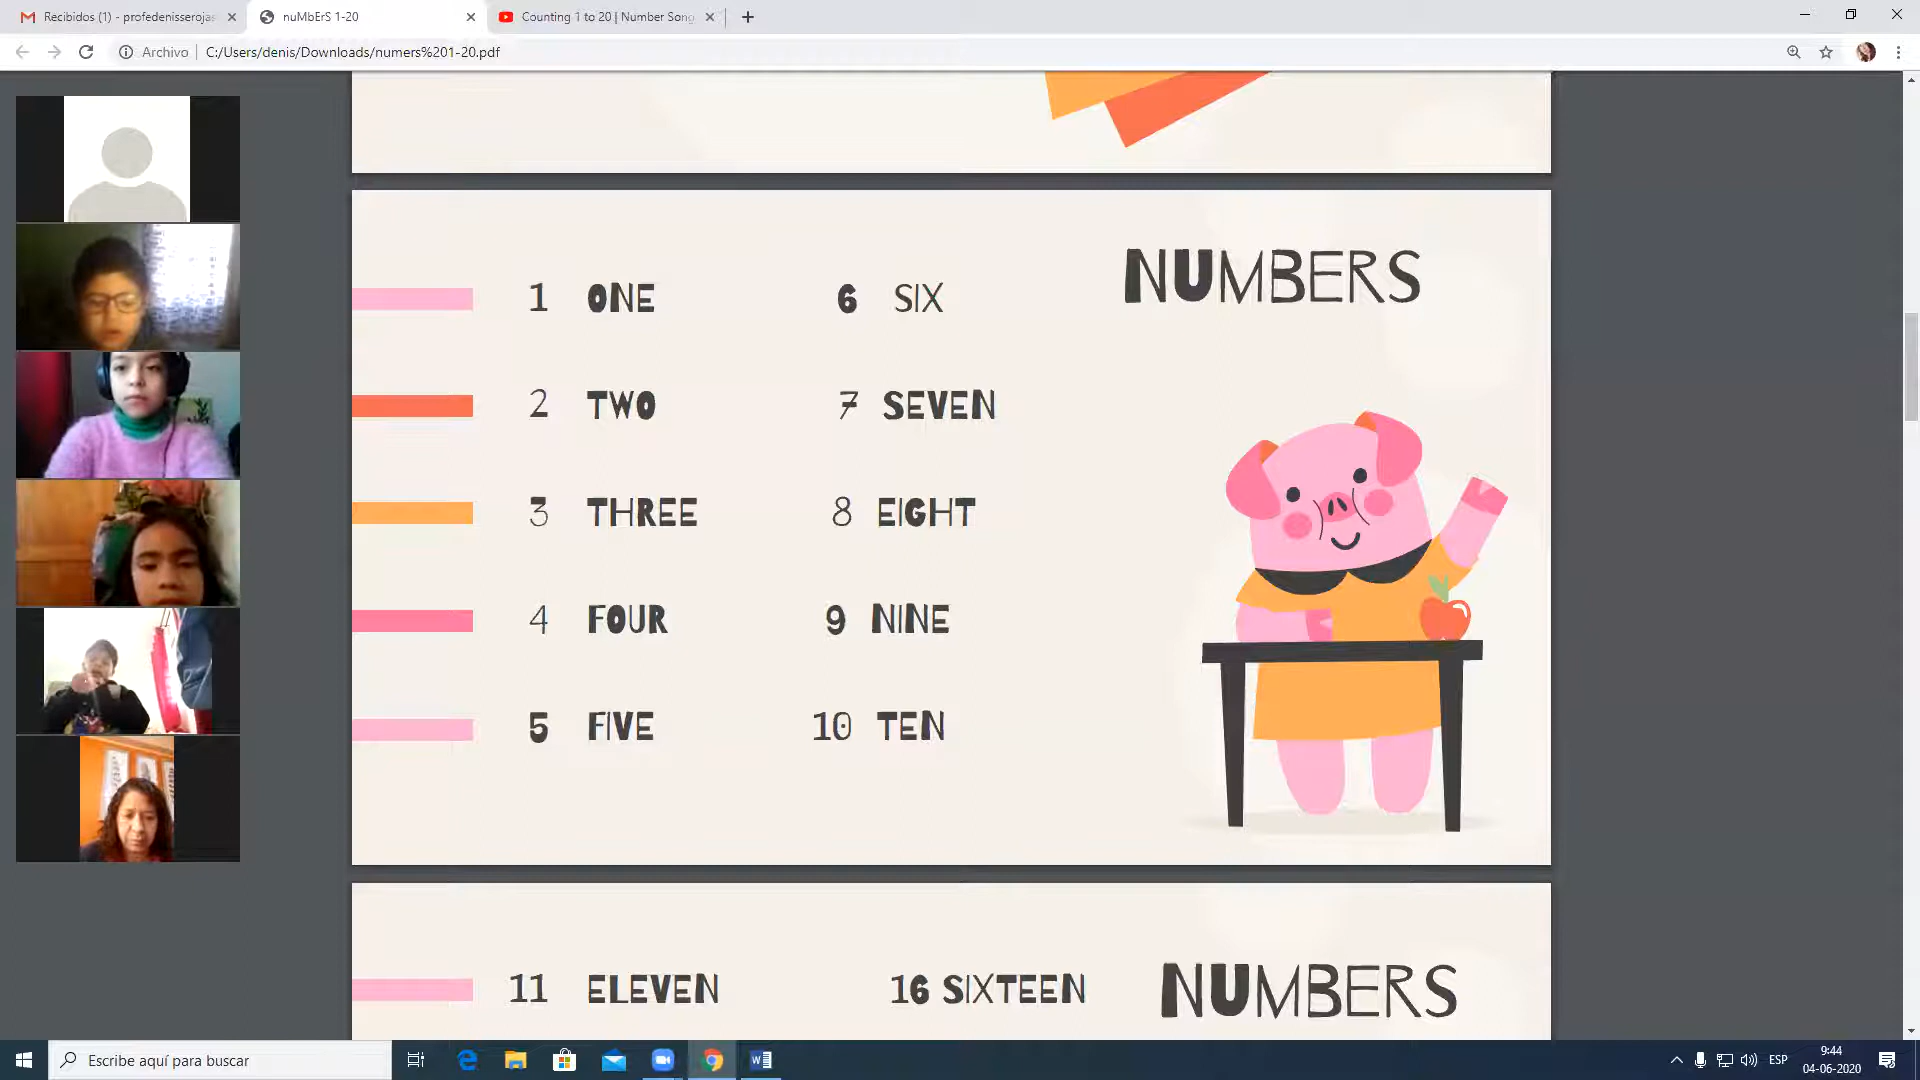 Recibidos (1) - profedenisseroja
nuMbErS 1-20
Counting 1 to 20 | Number Song
Archivo
C:/Users/denis/Downloads/numers%201-20.pdf
NUMBERS
1 ONE
6 SIX
2 TWO
7 SEVEN
3 THREE
8 EIGHT
4 FOUR
9 NINE
5 FIVE
10 TEN
11 ELEVEN
16 SIXTEEN
NUMBERS
Escribe aquí para buscar
ESP
9:44
04-06-2020